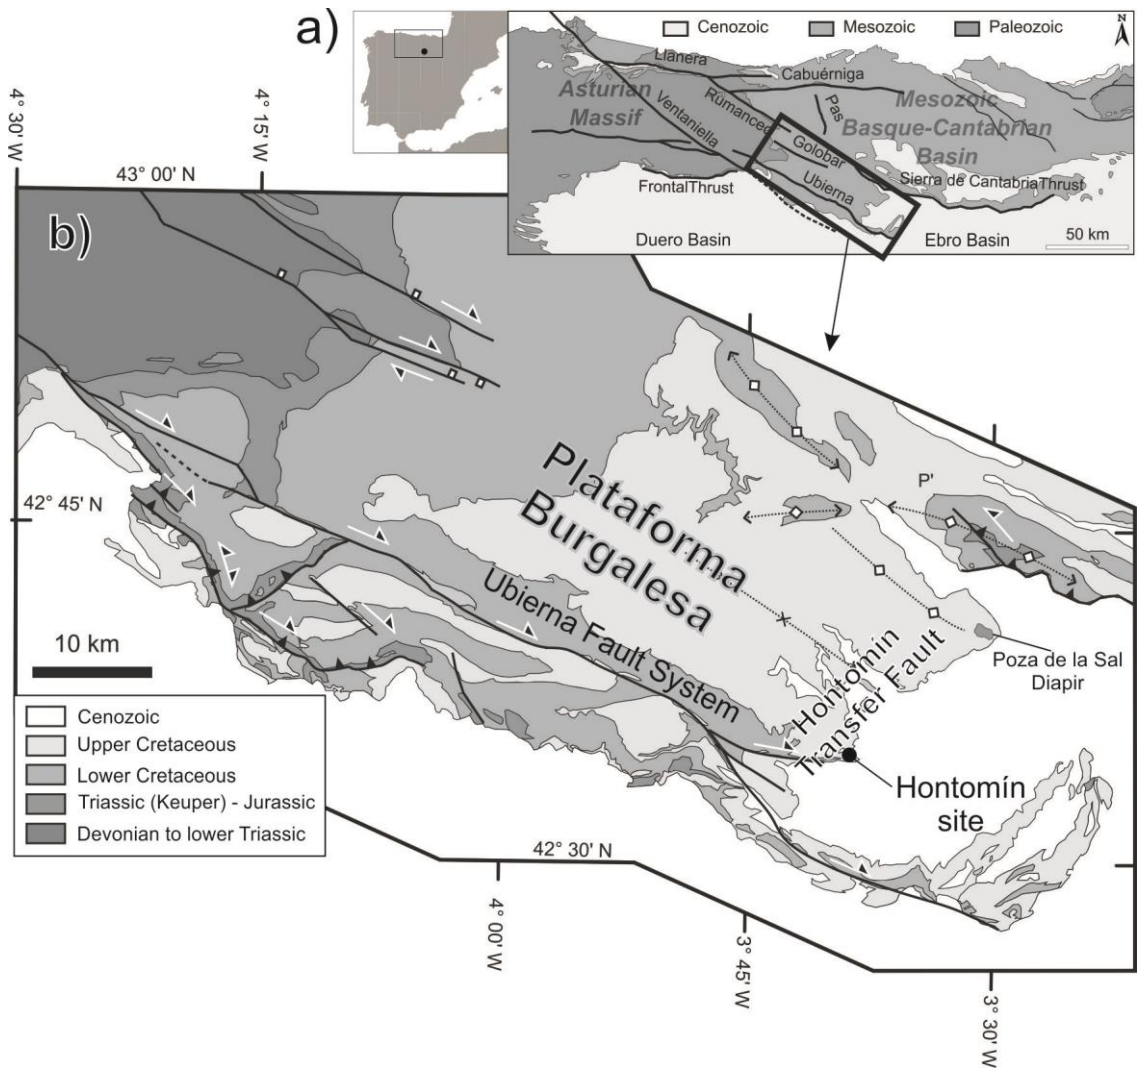 a)
Cenozoic
Mesozoic
Paleozoic
N
Llanera
Cabuérniga
Asturian
Massif
Ventaniella
Rumaceo
Pas
Mesozoic
Basque-Cantabrian
Basin
Golobar
Ubierna
FrontalThrust
Sierra de CantabriaThrust
Duero Basin
Ebro Basin
50 km
4° 30' W
4° 15' W
43° 00' N
b)
42° 45' N
P'
Plataforma
Burgalesa
Ubierna Fault System
Hontomín
Transfer Fault
Poza de la Sal
Diapir
Hontomín
site
10 km
Cenozoic
Upper Cretaceous
Lower Cretaceous
Triassic (Keuper) - Jurassic
Devonian to lower Triassic
42° 30' N
4° 00' W
3° 45' W
3° 30' W